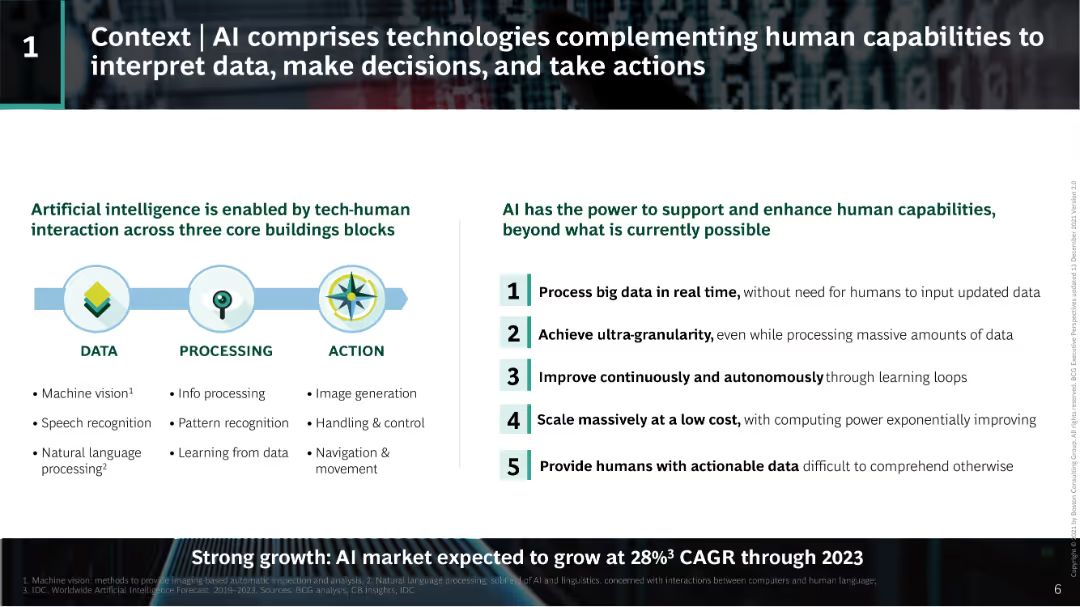 1
Context | AI comprises technologies complementing human capabilities to
interpret data, make decisions, and take actions
Artificial intelligence is enabled by tech-human
interaction across three core buildings blocks
DATA
PROCESSING
ACTION
• Machine vision¹
• Speech recognition
• Natural language
processing²
• Info processing
• Pattern recognition
• Learning from data
• Image generation
• Handling & control
• Navigation &
movement
AI has the power to support and enhance human capabilities,
beyond what is currently possible
1 Process big data in real time, without need for humans to input updated data
2 Achieve ultra-granularity, even while processing massive amounts of data
3 Improve continuously and autonomously through learning loops
4 Scale massively at a low cost, with computing power exponentially improving
5 Provide humans with actionable data difficult to comprehend otherwise
Strong growth: AI market expected to grow at 28%³ CAGR through 2023
1. Machine vision: methods to provide imaging-based automatic inspection and analysis, 2. Natural language processing: subfield of AI and linguistics. concerned with interactions between computers and human language;
3. IDC. Worldwide Artificial Intelligence Forecast. 2019–2023. Sources. BCG analysis, CB Insights, IDC
6
Copyright © 2021 by Boston Consulting Group. All rights reserved. BCG Executive Perspectives updated 13 December 2021 Version 2.0